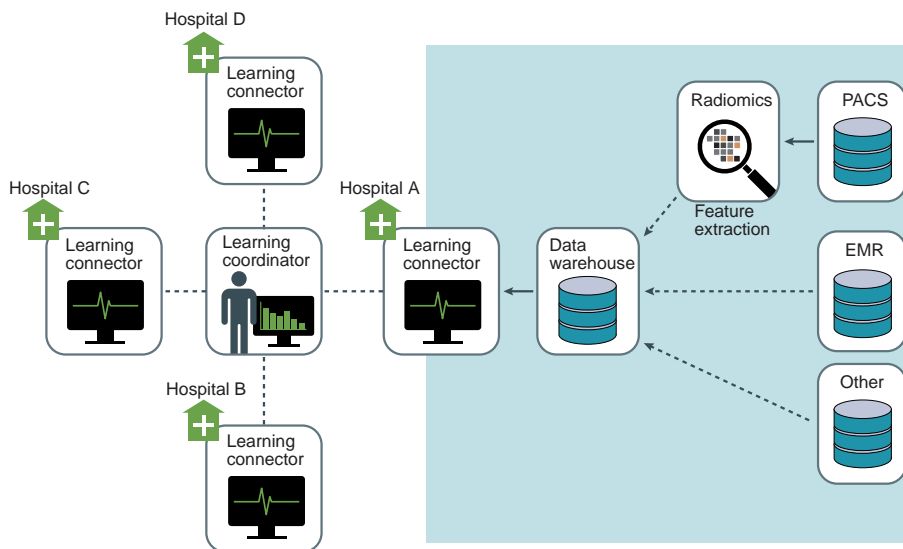 Hospital D
Learning
connector
Radiomics
PACS
Feature
extraction
Hospital C
Learning
connector
Learning
coordinator
Hospital A
Learning
connector
Data
warehouse
EMR
Other
Hospital B
Learning
connector